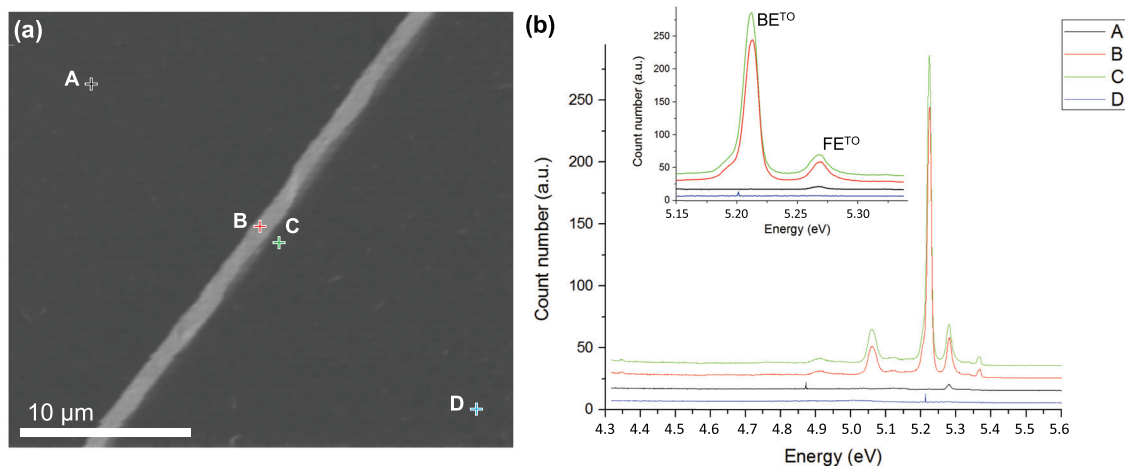 (a)
A
B
C
D
10 µm
(b)
BE^TO
FE^TO
Count number (a.u.)
300
250
200
150
100
50
0
5.15
5.20
5.25
5.30
Energy (eV)
A
B
C
D
Count number (a.u.)
250
200
150
100
50
0
4.3 4.4 4.5 4.6 4.7 4.8 4.9 5.0 5.1 5.2 5.3 5.4 5.5 5.6
Energy (eV)